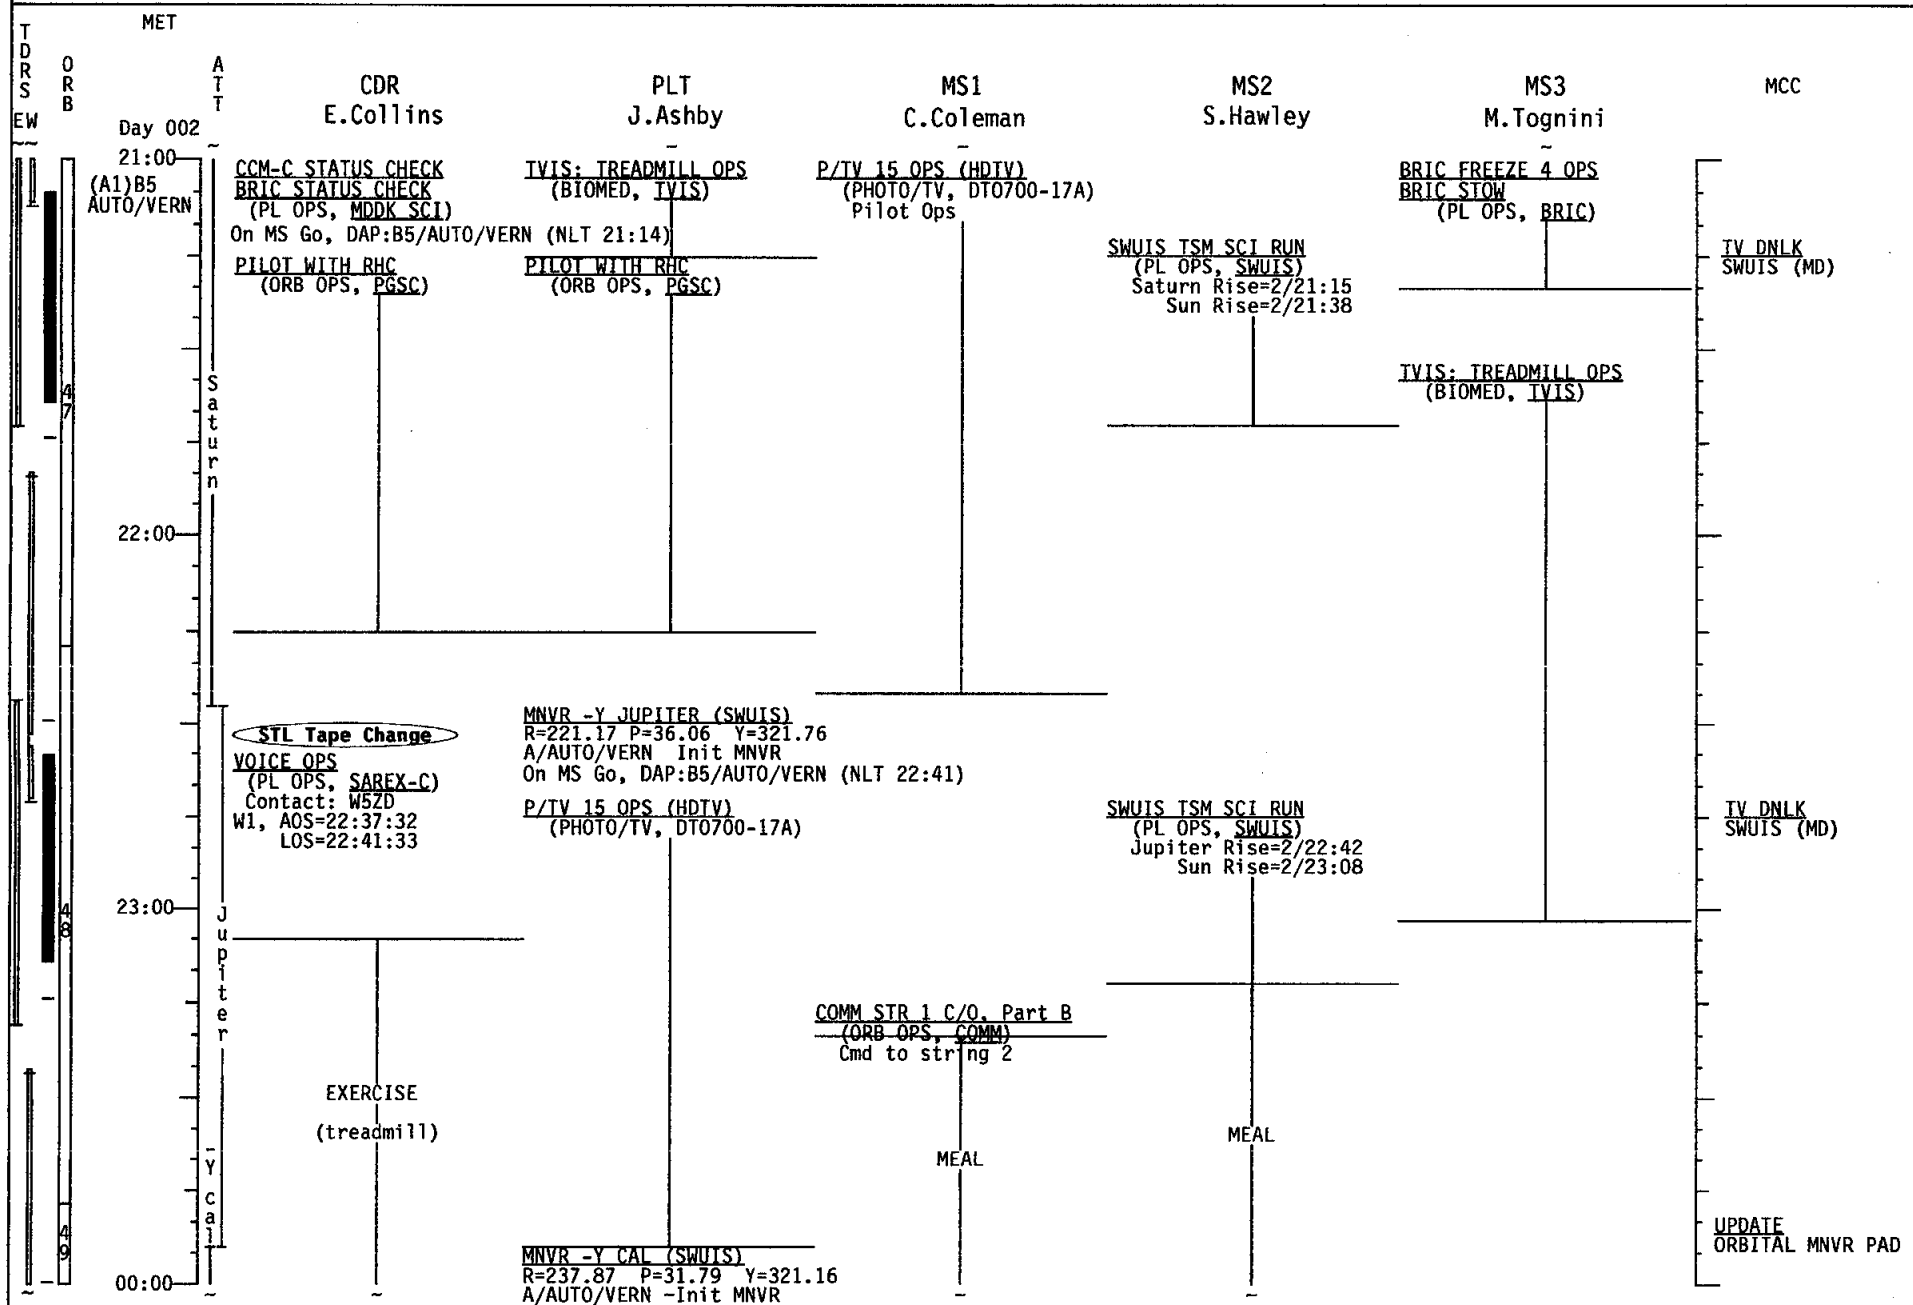 MET
TDRS
ORB
ATT
CDR
E.Collins
PLT
J.Ashby
MS1
C.Coleman
MS2
S.Hawley
MS3
M.Tognini
MCC
EW
Day 002
21:00
(A1)B5
AUTO/VERN
CCM-C STATUS CHECK
BRIC STATUS CHECK
(PL OPS, MDDK SCI)
On MS Go, DAP:B5/AUTO/VERN (NLT 21:14)
PILOT WITH RHC
(ORB OPS, PGSC)
TVIS: TREADMILL OPS
(BIOMED, TVIS)
PILOT WITH RHC
(ORB OPS, PGSC)
P/TV 15 OPS (HDTV)
(PHOTO/TV, DTO700-17A)
Pilot Ops
SWUIS TSM SCI RUN
(PL OPS, SWUIS)
Saturn Rise=2/21:15
Sun Rise=2/21:38
BRIC FREEZE 4 OPS
BRIC STOW
(PL OPS, BRIC)
TVIS: TREADMILL OPS
(BIOMED, TVIS)
TV DNLK
SWUIS (MD)
47
Saturn
22:00
STL Tape Change
VOICE OPS
(PL OPS, SAREX-C)
Contact: W5ZD
W1, AOS=22:37:32
LOS=22:41:33
MNVR -Y JUPITER (SWUIS)
R=221.17 P=36.06 Y=321.76
A/AUTO/VERN Init MNVR
On MS Go, DAP:B5/AUTO/VERN (NLT 22:41)
P/TV 15 OPS (HDTV)
(PHOTO/TV, DTO700-17A)
SWUIS TSM SCI RUN
(PL OPS, SWUIS)
Jupiter Rise=2/22:42
Sun Rise=2/23:08
TV DNLK
SWUIS (MD)
48
23:00
Jupiter
COMM STR 1 C/O, Part B
(ORB OPS, COMM)
Cmd to string 2
EXERCISE
(treadmill)
MEAL
MEAL
-Y cal
49
UPDATE
ORBITAL MNVR PAD
MNVR -Y CAL (SWUIS)
R=237.87 P=31.79 Y=321.16
A/AUTO/VERN -Init MNVR
00:00